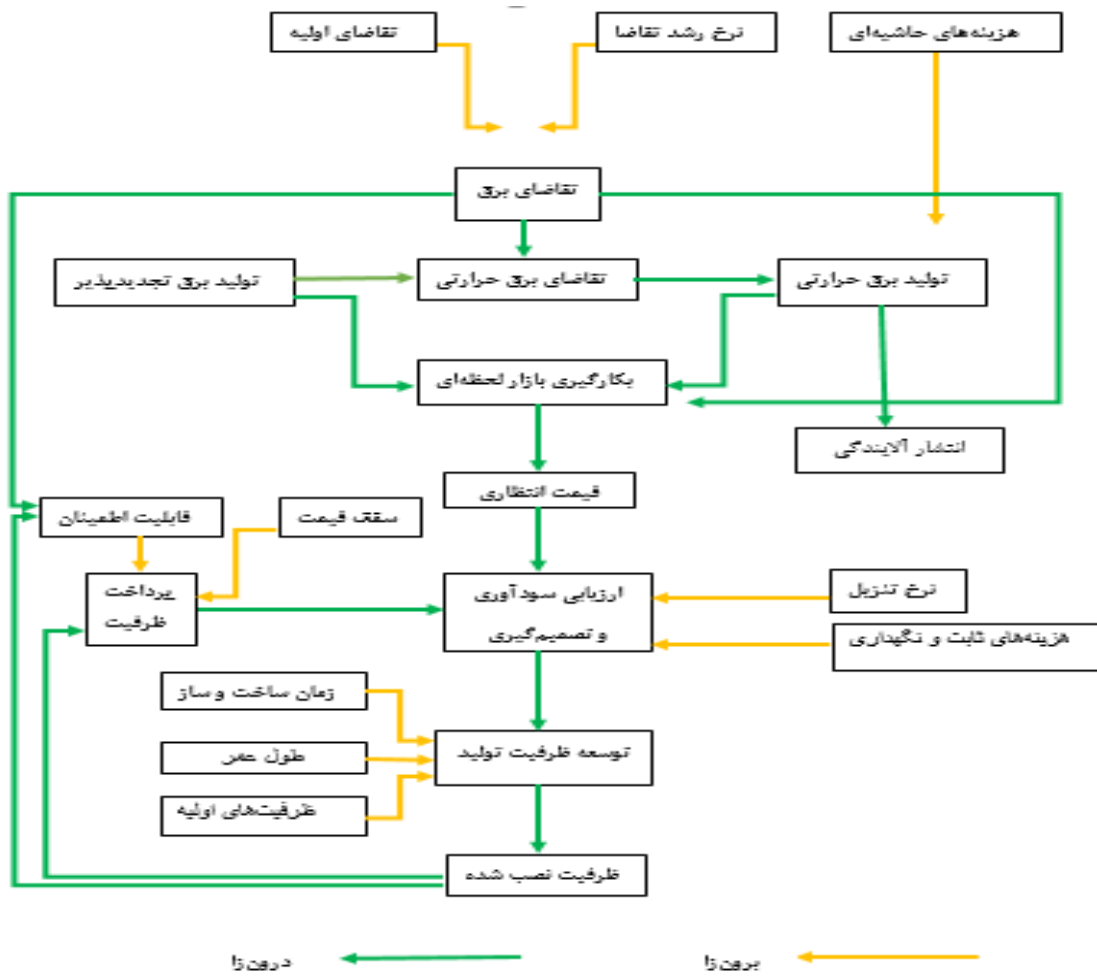 تقاضای اولیه
نرخ رشد تقاضا
هزینه‌های حاشیه‌ای
تقاضای برق
تولید برق تجدیدپذیر
تقاضای برق حرارتی
تولید برق حرارتی
بکارگیری بازار لحظه‌ای
انتشار آلایندگی
قیمت انتظاری
قابلیت اطمینان
سقف قیمت
پرداخت
ظرفیت
ارزیابی سودآوری
و تصمیم‌گیری
نرخ تنزیل
هزینه‌های ثابت و نگهداری
زمان ساخت و ساز
توسعه ظرفیت تولید
طول عمر
ظرفیت‌های اولیه
ظرفیت نصب شده
درون‌زا
برون‌زا